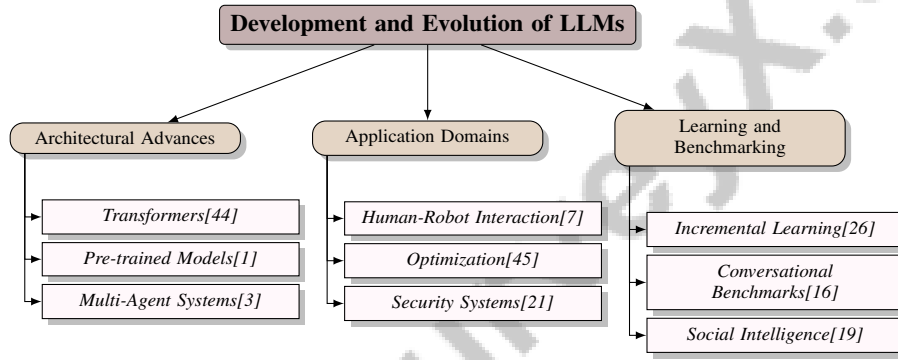 Development and Evolution of LLMs
Architectural Advances
Transformers[44]
Pre-trained Models[1]
Multi-Agent Systems[3]
Application Domains
Human-Robot Interaction[7]
Optimization[45]
Security Systems[21]
Learning and
Benchmarking
Incremental Learning[26]
Conversational
Benchmarks[16]
Social Intelligence[19]